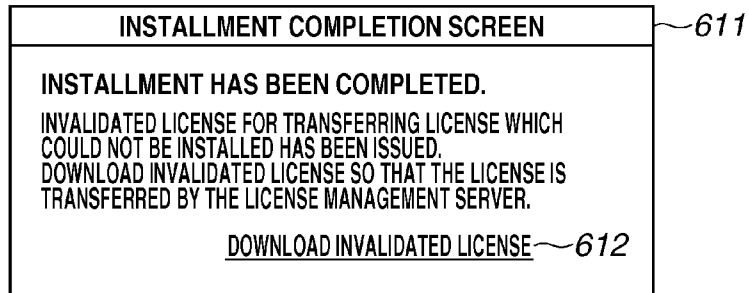 INSTALLMENT COMPLETION SCREEN 611
INSTALLMENT HAS BEEN COMPLETED.
INVALIDATED LICENSE FOR TRANSFERRING LICENSE WHICH
COULD NOT BE INSTALLED HAS BEEN ISSUED.
DOWNLOAD INVALIDATED LICENSE SO THAT THE LICENSE IS
TRANSFERRED BY THE LICENSE MANAGEMENT SERVER.
DOWNLOAD INVALIDATED LICENSE 612